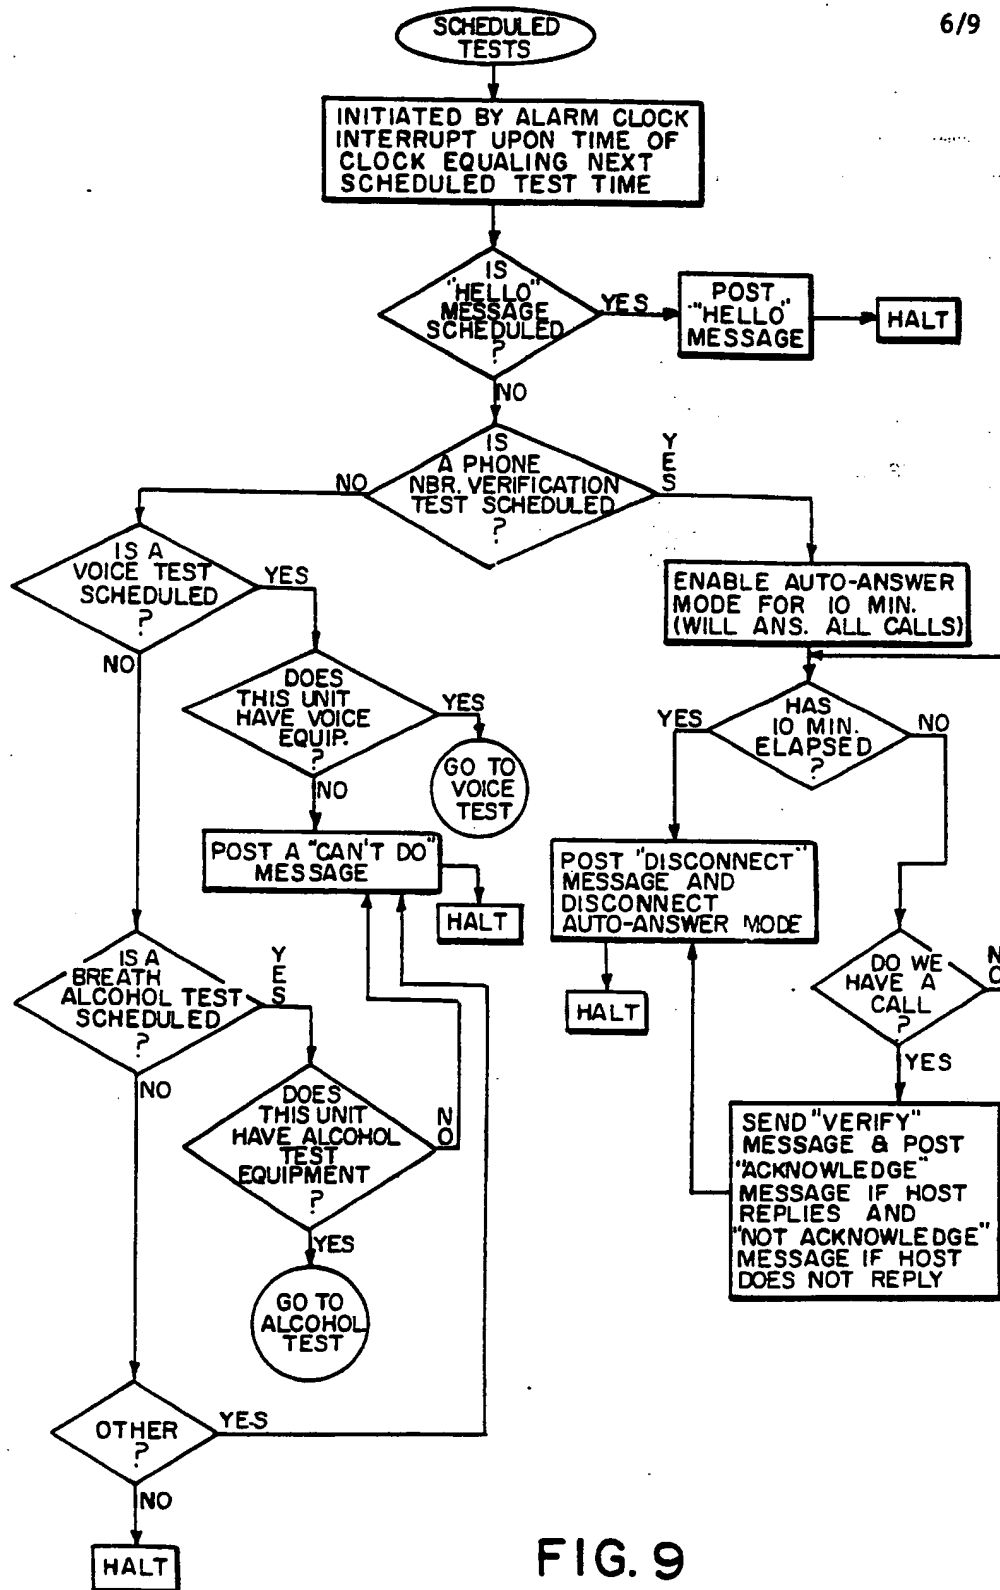 6/9
SCHEDULED
TESTS
INITIATED BY ALARM CLOCK
INTERRUPT UPON TIME OF
CLOCK EQUALING NEXT
SCHEDULED TEST TIME
IS
"HELLO"
MESSAGE
SCHEDULED
?
YES
POST
"HELLO"
MESSAGE
HALT
NO
IS
A PHONE
NBR. VERIFICATION
TEST SCHEDULED
?
NO
YES
IS A
VOICE TEST
SCHEDULED
?
YES
NO
ENABLE AUTO-ANSWER
MODE FOR 10 MIN.
(WILL ANS. ALL CALLS)
DOES
THIS UNIT
HAVE VOICE
EQUIP.
?
YES
NO
GO TO
VOICE
TEST
HAS
10 MIN.
ELAPSED
?
YES
NO
POST A "CAN'T DO"
MESSAGE
HALT
POST "DISCONNECT"
MESSAGE AND
DISCONNECT
AUTO-ANSWER MODE
HALT
IS A
BREATH
ALCOHOL TEST
SCHEDULED
?
YES
NO
DO WE
HAVE A
CALL
?
NO
YES
DOES
THIS UNIT
HAVE ALCOHOL
TEST
EQUIPMENT
?
NO
YES
GO TO
ALCOHOL
TEST
SEND "VERIFY"
MESSAGE & POST
"ACKNOWLEDGE"
MESSAGE IF HOST
REPLIES AND
"NOT ACKNOWLEDGE"
MESSAGE IF HOST
DOES NOT REPLY
OTHER
?
YES
NO
HALT
FIG. 9